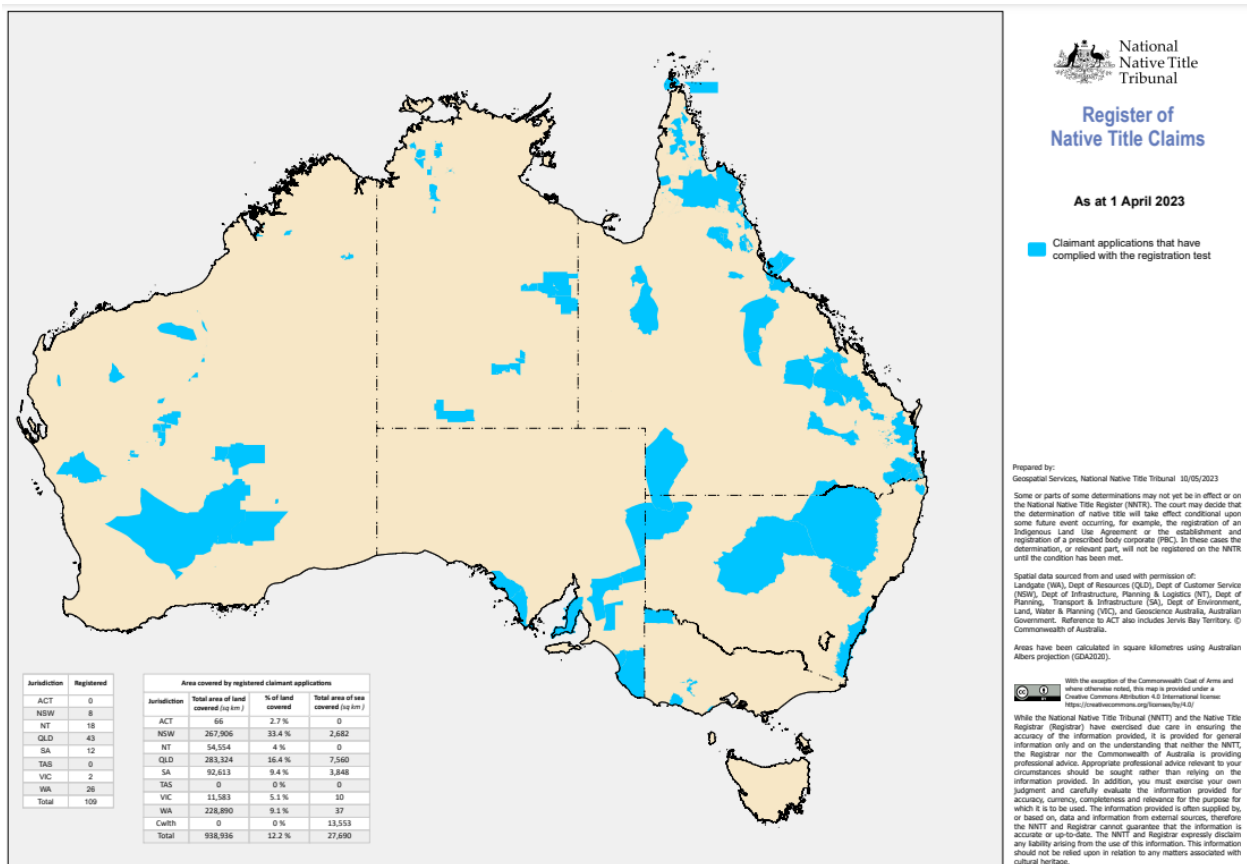 National
Native Title
Tribunal
Register of
Native Title Claims
As at 1 April 2023
Claimant applications that have
complied with the registration test
Prepared by:
Geospatial Services, National Native Title Tribunal 10/05/2023
Some or parts of some determinations may not yet be in effect or on
the National Native Title Register (NNTR). The court may decide that
the determination of native title will take effect conditional upon
some future event occurring, for example, the registration of an
Indigenous Land Use Agreement or the establishment and
registration of a prescribed body corporate (PBC). In these cases the
determination, or relevant part, will not be registered on the NNTR
until the condition has been met.
Spatial data sourced from and used with permission of:
Landgate (WA), Dept of Resources (QLD), Dept of Customer Service
(NSW), Dept of Infrastructure, Planning & Logistics (NT), Dept of
Planning, Transport & Infrastructure (SA), Dept of Environment,
Land, Water & Planning (VIC), and Geoscience Australia, Australian
Government. Reference to ACT also includes Jervis Bay Territory. ©
Commonwealth of Australia.
Areas have been calculated in square kilometres using Australian
Albers projection (GDA2020).
With the exception of the Commonwealth Coat of Arms and
where otherwise noted, this map is provided under a
Creative Commons Attribution 4.0 International license:
https://creativecommons.org/licenses/by/4.0/
While the National Native Title Tribunal (NNTT) and the Native Title
Registrar (Registrar) have exercised due care in ensuring the
accuracy of the information provided, it is provided for general
information only and on the understanding that neither the NNTT,
the Registrar nor the Commonwealth of Australia is providing
professional advice. Appropriate professional advice relevant to your
circumstances should be sought rather than relying on the
information provided. In addition, you must exercise your own
judgment and carefully evaluate the information provided for
accuracy, currency, completeness and relevance for the purpose for
which it is to be used. The information provided is often supplied by,
or based on, data and information from external sources, therefore
the NNTT and Registrar cannot guarantee that the information is
accurate or up-to-date. The NNTT and Registrar expressly disclaim
any liability arising from the use of this information. This information
should not be relied upon in relation to any matters associated with
cultural heritage.
Jurisdiction Registered
ACT 0
NSW 8
NT 18
QLD 43
SA 12
TAS 0
VIC 2
WA 26
Total 109
Area covered by registered claimant applications
Jurisdiction Total area of land covered (sq km) % of land covered Total area of sea covered (sq km)
ACT 66 2.7 % 0
NSW 267,906 33.4 % 2,682
NT 54,554 4 % 0
QLD 283,324 16.4 % 7,560
SA 92,613 9.4 % 3,848
TAS 0 0 % 0
VIC 11,583 5.1 % 10
WA 228,890 9.1 % 37
Cwlth 0 0 % 13,553
Total 938,936 12.2 % 27,690